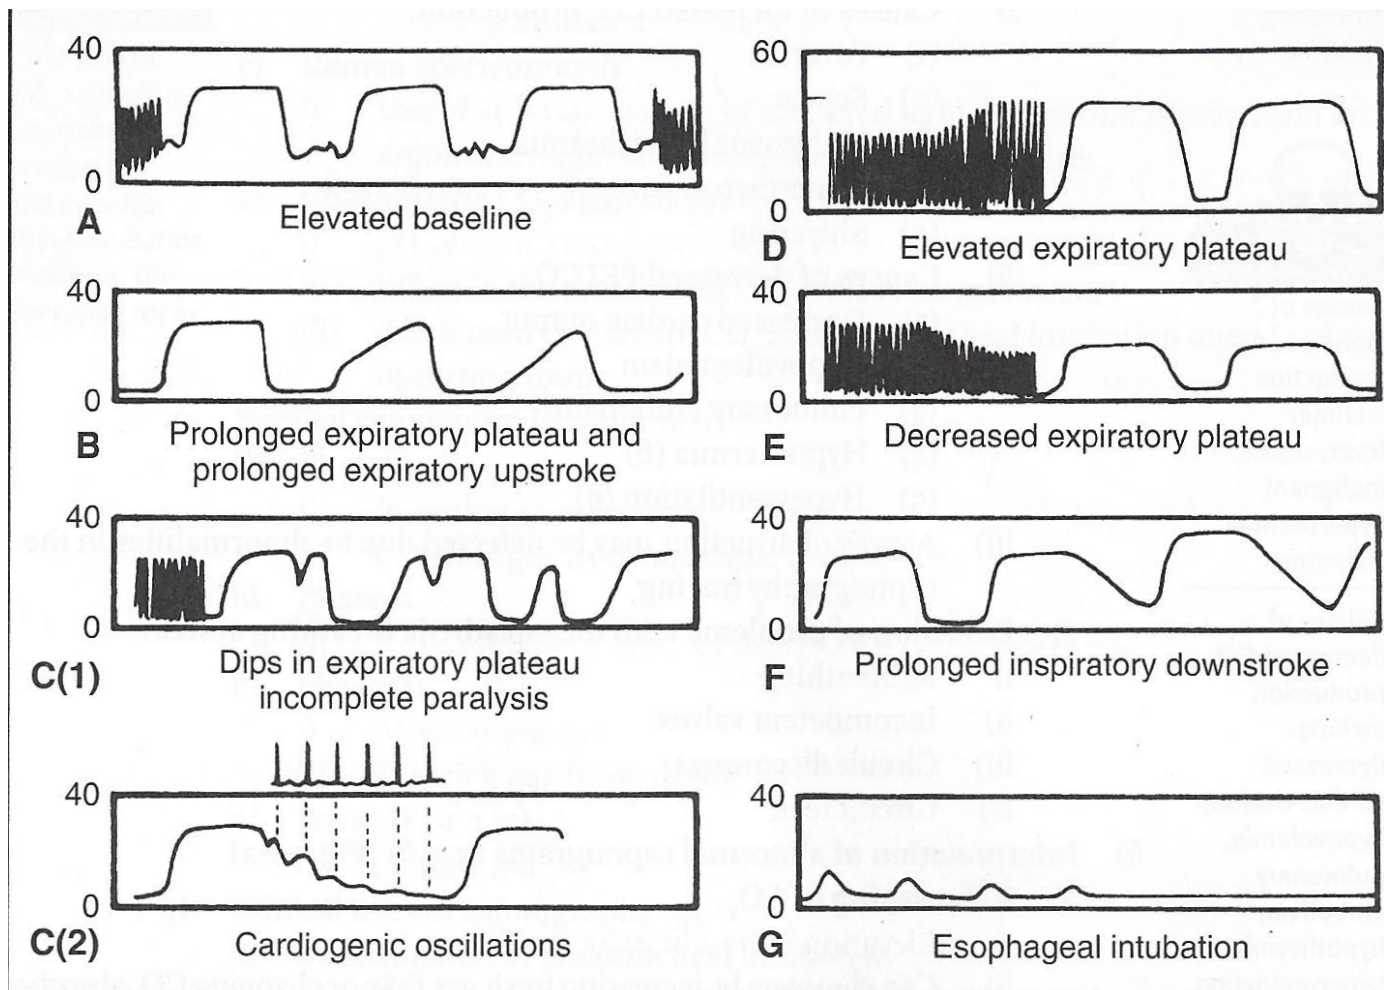 40
0
A
Elevated baseline
40
0
B
Prolonged expiratory plateau and
prolonged expiratory upstroke
40
0
C(1)
Dips in expiratory plateau
incomplete paralysis
40
0
C(2)
Cardiogenic oscillations
60
0
D
Elevated expiratory plateau
40
0
E
Decreased expiratory plateau
40
0
F
Prolonged inspiratory downstroke
40
0
G
Esophageal intubation